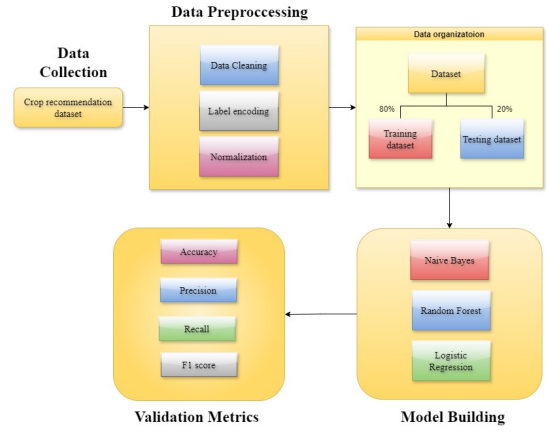 Data Preproccessing
Data
Collection
Crop recommendation
dataset
Data Cleaning
Label encoding
Normalization
Data organizatoion
Dataset
80%
20%
Training
dataset
Testing dataset
Naive Bayes
Random Forest
Logistic
Regression
Model Building
Accuracy
Precision
Recall
F1 score
Validation Metrics